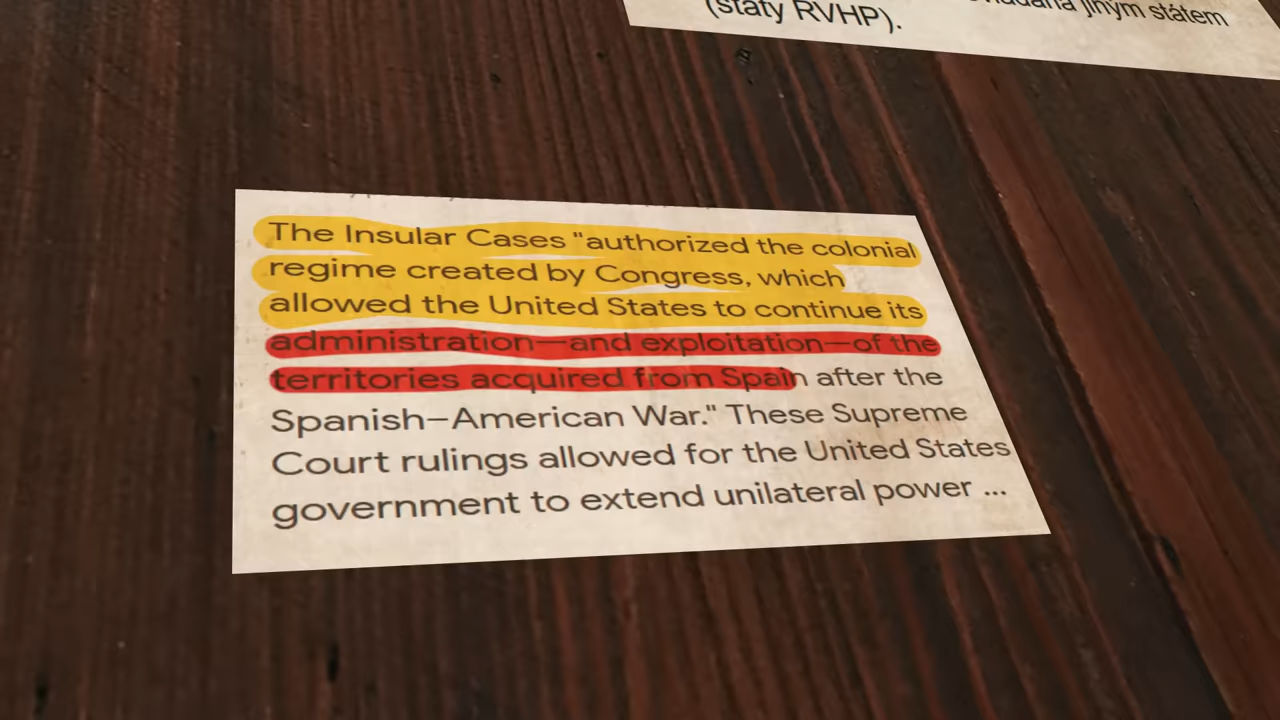 jiným státem
(státy RVHP).
The Insular Cases "authorized the colonial
regime created by Congress, which
allowed the United States to continue its
administration—and exploitation—of the
territories acquired from Spain after the
Spanish–American War." These Supreme
Court rulings allowed for the United States
government to extend unilateral power ...